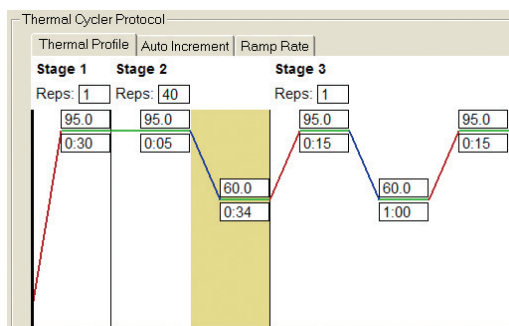 Thermal Cycler Protocol
Thermal Profile Auto Increment Ramp Rate
Stage 1 Stage 2 Stage 3
Reps: 1 Reps: 40 Reps: 1
95.0 95.0 95.0 95.0
0:30 0:05 0:15 0:15
60.0 60.0
0:34 1:00